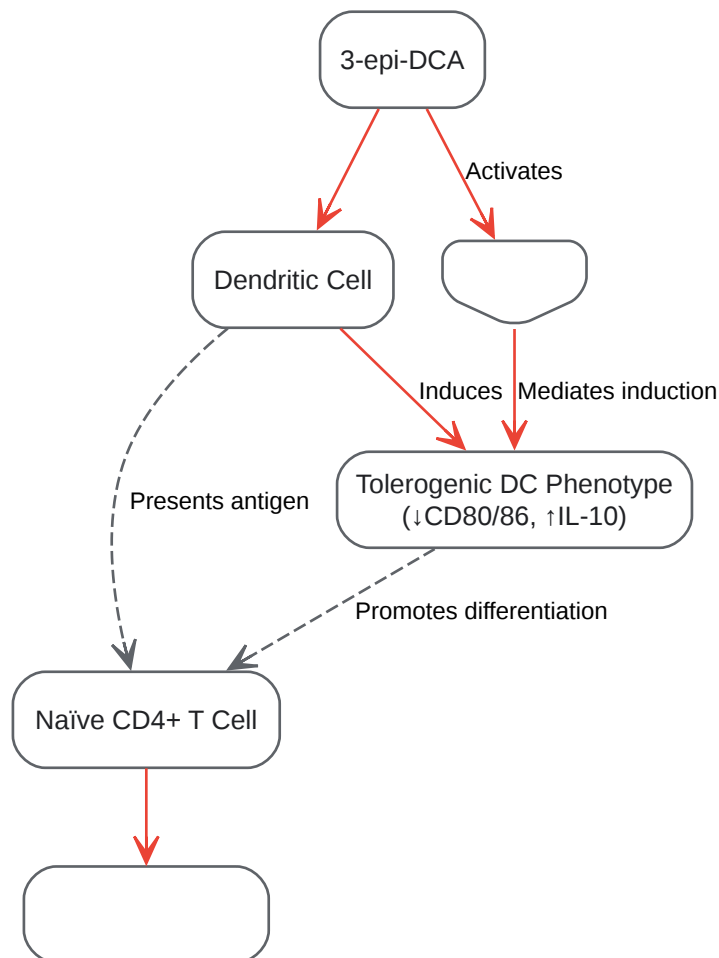 3-epi-DCA
Activates
Dendritic Cell
Induces
Mediates induction
Tolerogenic DC Phenotype
(↓CD80/86, ↑IL-10)
Presents antigen
Promotes differentiation
Naïve CD4+ T Cell